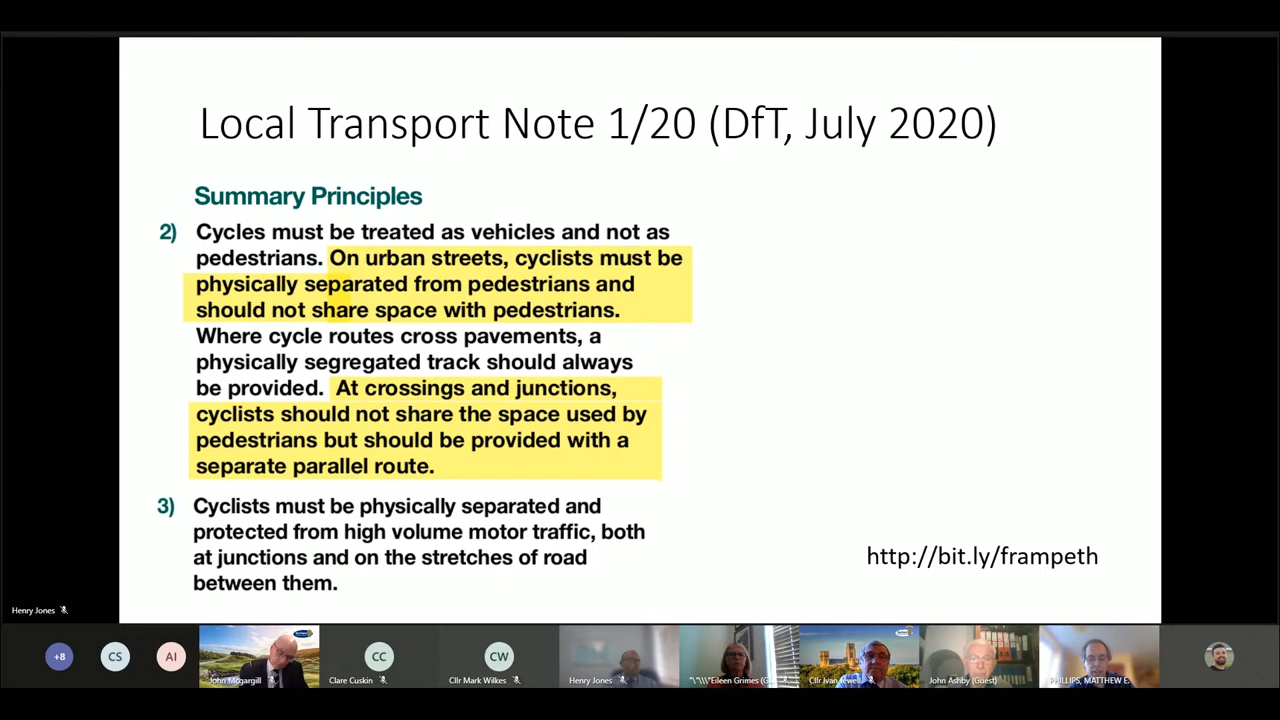 Local Transport Note 1/20 (DfT, July 2020)
Summary Principles
2) Cycles must be treated as vehicles and not as
pedestrians. On urban streets, cyclists must be
physically separated from pedestrians and
should not share space with pedestrians.
Where cycle routes cross pavements, a
physically segregated track should always
be provided. At crossings and junctions,
cyclists should not share the space used by
pedestrians but should be provided with a
separate parallel route.
3) Cyclists must be physically separated and
protected from high volume motor traffic, both
at junctions and on the stretches of road
between them.
http://bit.ly/frampeth
Henry Jones
+8
CS
AI
CC
CW
John Mcgargill
Clare Cuskin
Cllr Mark Wilkes
Henry Jones
"\"\\\"Eileen Grimes (G
Cllr Ivan Jewell
John Ashby (Guest)
PHILLIPS, MATTHEW E.